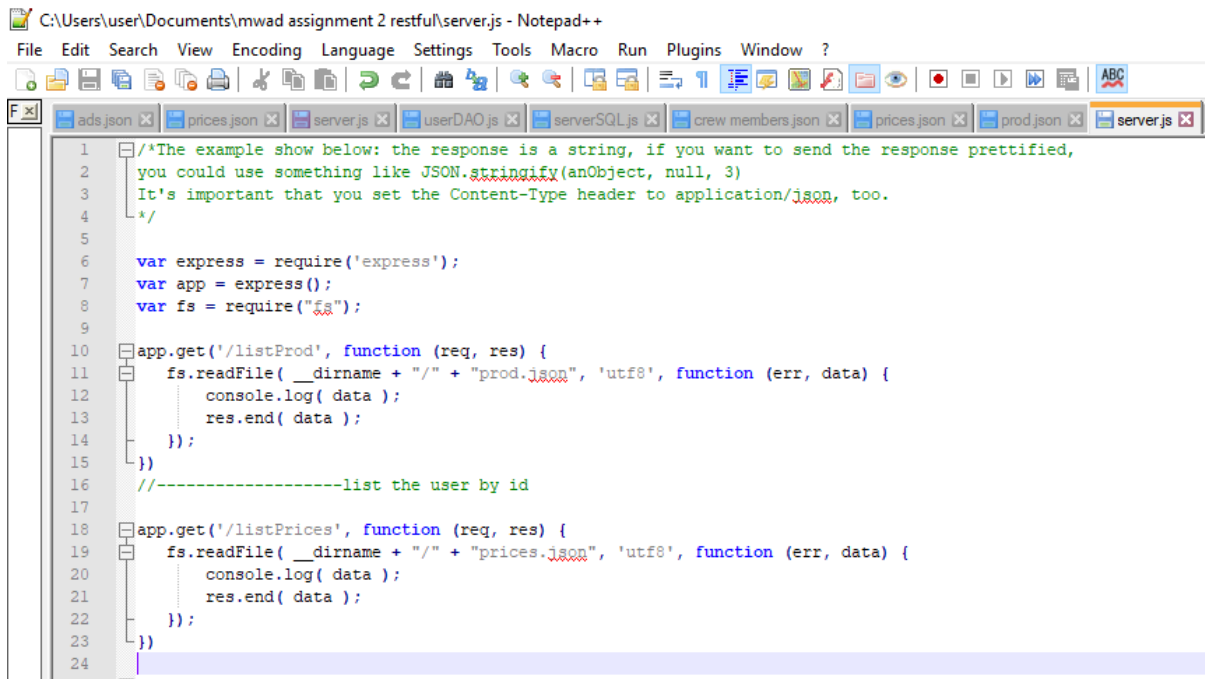 C:\Users\user\Documents\mwad assignment 2 restful\server.js - Notepad++
File Edit Search View Encoding Language Settings Tools Macro Run Plugins Window ?
ABC
F
ads.json prices.json server.js userDAO.js serverSQL.js crew members.json prices.json prod.json server.js
1 /*The example show below: the response is a string, if you want to send the response prettified,
2 you could use something like JSON.stringify(anObject, null, 3)
3 It's important that you set the Content-Type header to application/json, too.
4 */
5
6 var express = require('express');
7 var app = express();
8 var fs = require("fs");
9
10 app.get('/listProd', function (req, res) {
11 fs.readFile( __dirname + "/" + "prod.json", 'utf8', function (err, data) {
12 console.log( data );
13 res.end( data );
14 });
15 })
16 //-------------------list the user by id
17
18 app.get('/listPrices', function (req, res) {
19 fs.readFile( __dirname + "/" + "prices.json", 'utf8', function (err, data) {
20 console.log( data );
21 res.end( data );
22 });
23 })
24